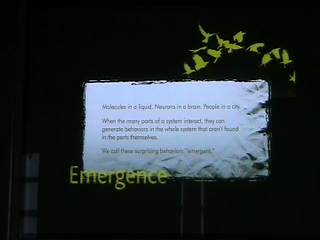 Molecules in a liquid. Neurons in a brain. People in a city.
When the many parts of a system interact, they can
generate behaviors in the whole system that aren't found
in the parts themselves.
We call these surprising behaviors "emergent."
Emergence